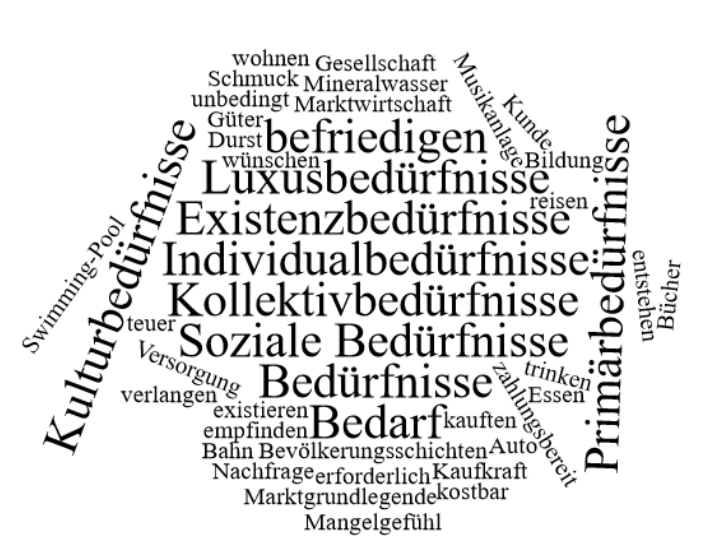 wohnen Gesellschaft
Schmuck Mineralwasser
unbedingt Marktwirtschaft
Güter
Durst befriedigen
wünschen
Musikanlage
Kunde
Bildung
Luxusbedürfnisse
reisen
Existenzbedürfnisse
Individualbedürfnisse
Kollektivbedürfnisse
teuer Soziale Bedürfnisse
Kulturbedürfnisse
Swimming-Pool
Primärbedürfnisse
entstehen
Bücher
Versorgung
Bedürfnisse
trinken
verlangen
Essen
zahlungsbereit
existieren
empfinden Bedarf kauften
Bahn Bevölkerungsschichten Auto
Nachfrage erforderlich Kaufkraft
Markt grundlegende kostbar
Mangelgefühl